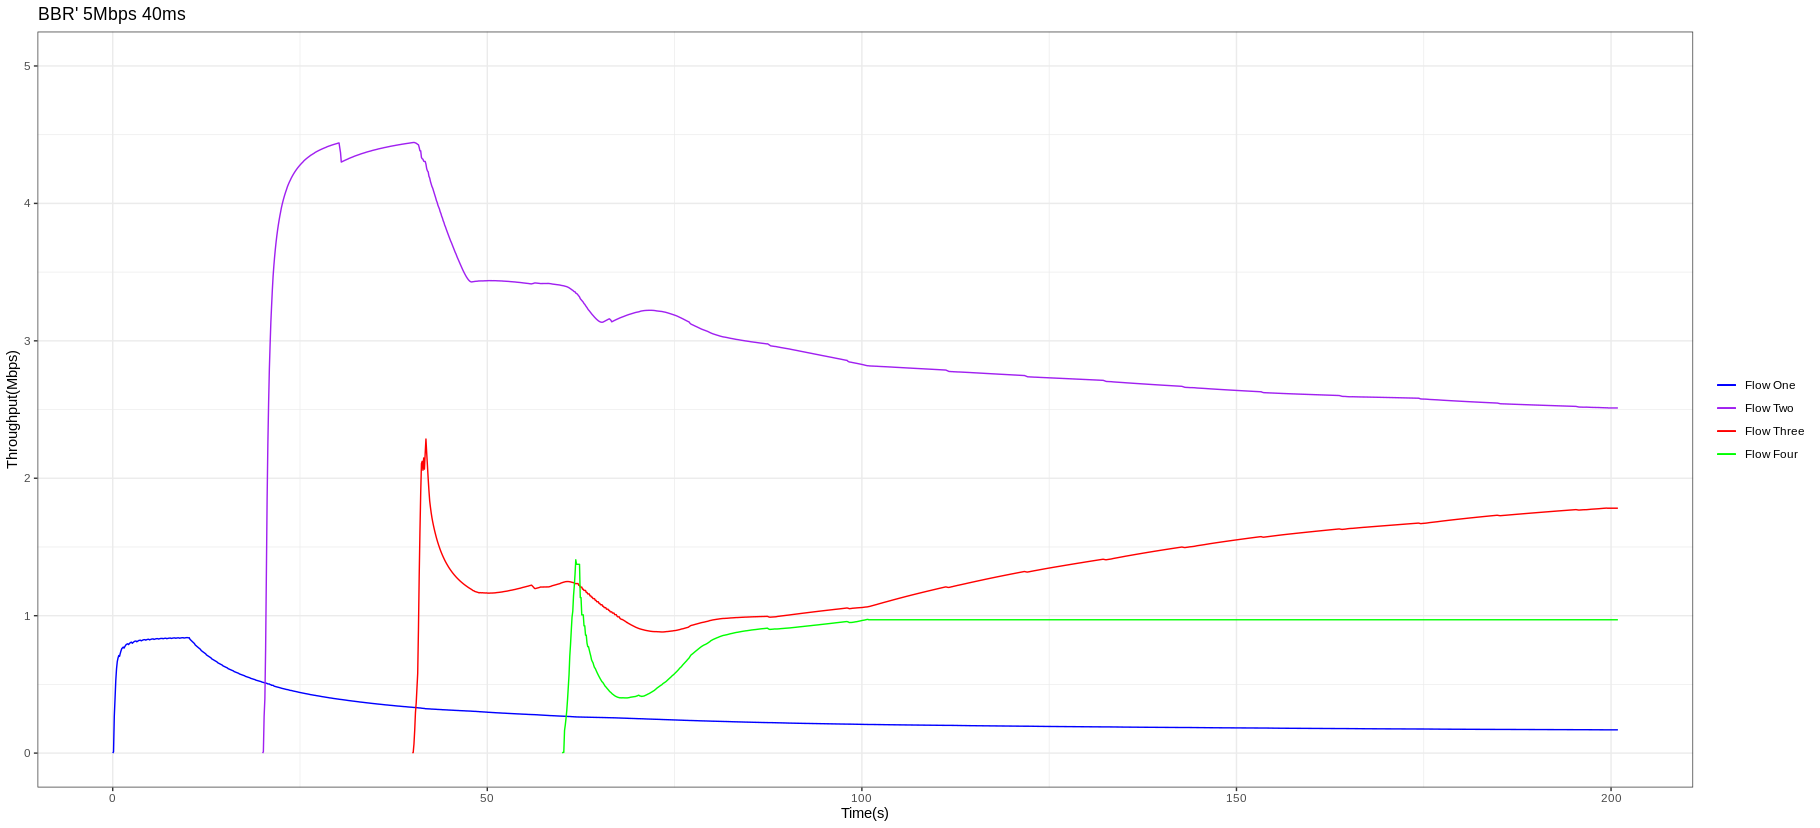 BBR' 5Mbps 40ms
Throughput(Mbps)
5
4
3
2
1
0
0 50 100 150 200
Time(s)
Flow One
Flow Two
Flow Three
Flow Four